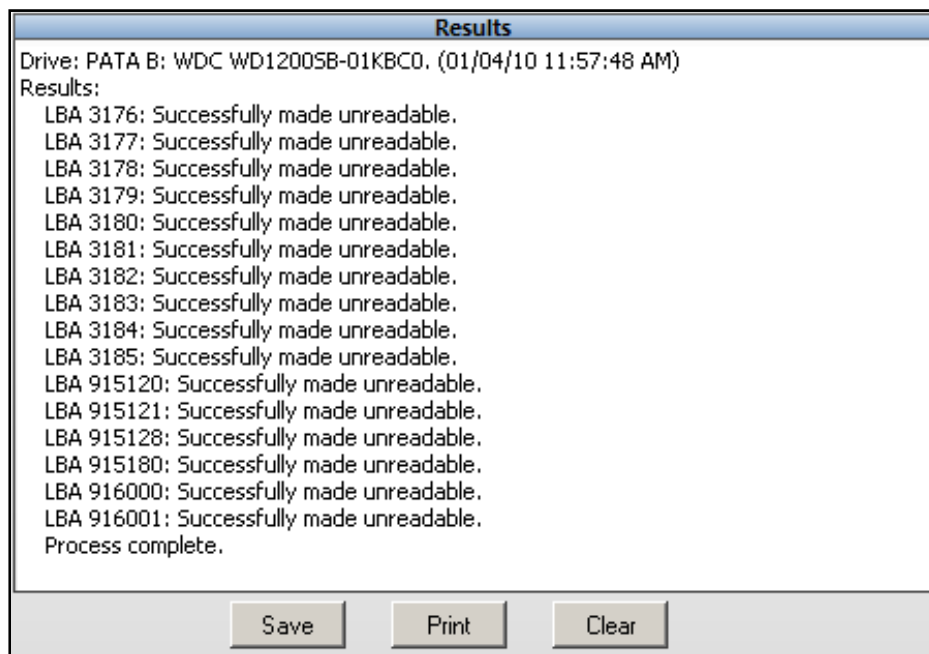 Results
Drive: PATA B: WDC WD1200SB-01KBC0. (01/04/10 11:57:48 AM)
Results:
LBA 3176: Successfully made unreadable.
LBA 3177: Successfully made unreadable.
LBA 3178: Successfully made unreadable.
LBA 3179: Successfully made unreadable.
LBA 3180: Successfully made unreadable.
LBA 3181: Successfully made unreadable.
LBA 3182: Successfully made unreadable.
LBA 3183: Successfully made unreadable.
LBA 3184: Successfully made unreadable.
LBA 3185: Successfully made unreadable.
LBA 915120: Successfully made unreadable.
LBA 915121: Successfully made unreadable.
LBA 915128: Successfully made unreadable.
LBA 915180: Successfully made unreadable.
LBA 916000: Successfully made unreadable.
LBA 916001: Successfully made unreadable.
Process complete.
Save Print Clear